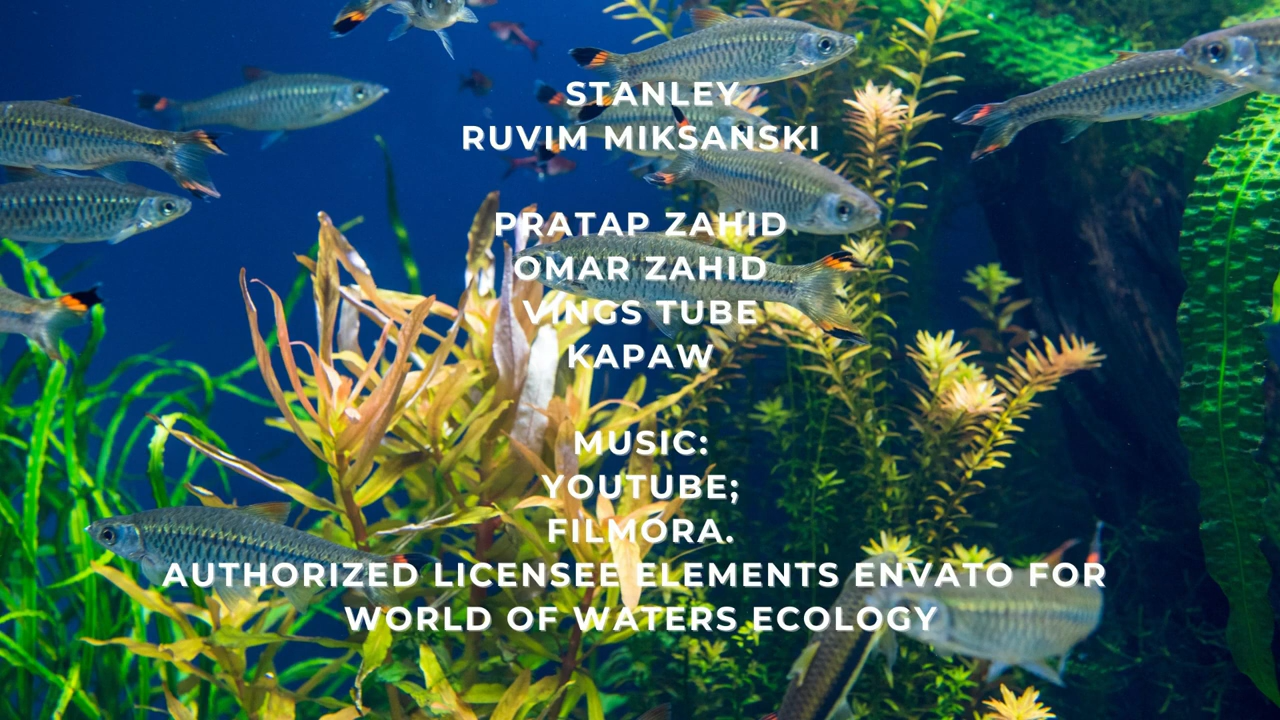 STANLEY
RUVIM MIKSANSKI
PRATAP ZAHID
OMAR ZAHID
VINGS TUBE
KAPAW
MUSIC:
YOUTUBE;
FILMORA.
AUTHORIZED LICENSEE ELEMENTS ENVATO FOR
WORLD OF WATERS ECOLOGY